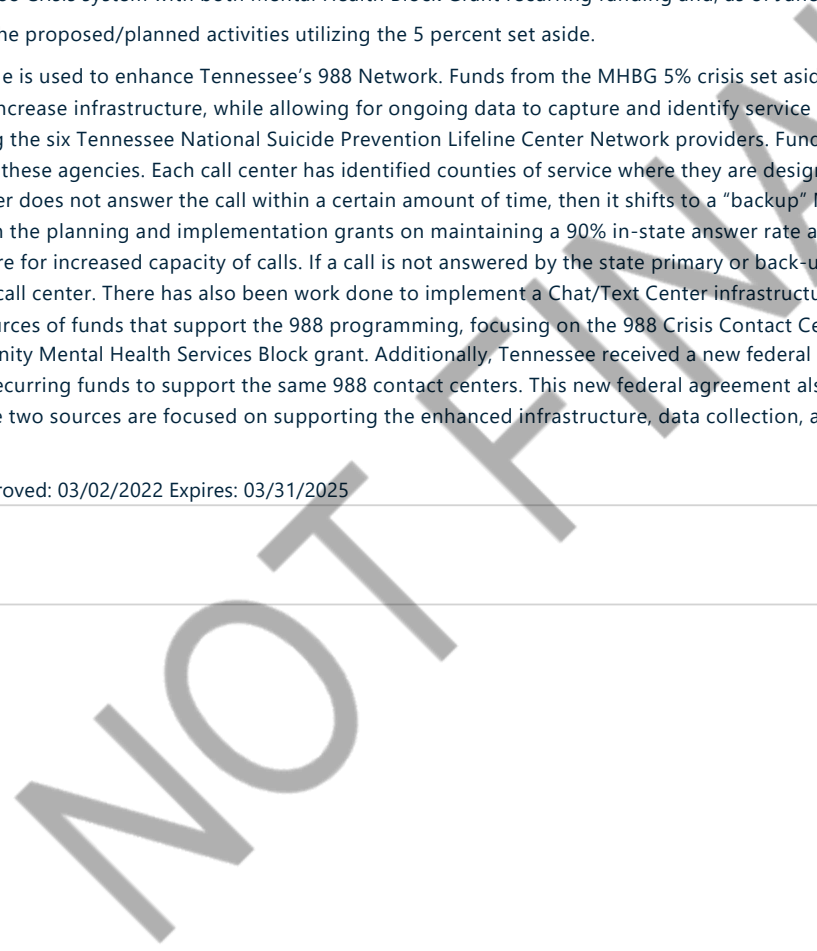 Crisis system with both Mental Health Block Grant recurring funding and, as of
ne proposed/planned activities utilizing the 5 percent set aside.
e is used to enhance Tennessee's 988 Network. Funds from the MHBG 5% crisis set asid
ncrease infrastructure, while allowing for ongoing data to capture and identify service
g the six Tennessee National Suicide Prevention Lifeline Center Network providers. Func
these agencies. Each call center has identified counties of service where they are desigr
er does not answer the call within a certain amount of time, then it shifts to a "backup"
n the planning and implementation grants on maintaining a 90% in-state answer rate a
re for increased capacity of calls. If a call is not answered by the state primary or back-u
call center. There has also been work done to implement a Chat/Text Center infrastructu
urces of funds that support the 988 programming, focusing on the 988 Crisis Contact Ce
nity Mental Health Services Block grant. Additionally, Tennessee received a new federal
ecurring funds to support the same 988 contact centers. This new federal agreement als
e two sources are focused on supporting the enhanced infrastructure, data collection, a
roved: 03/02/2022 Expires: 03/31/2025
NOT FINA